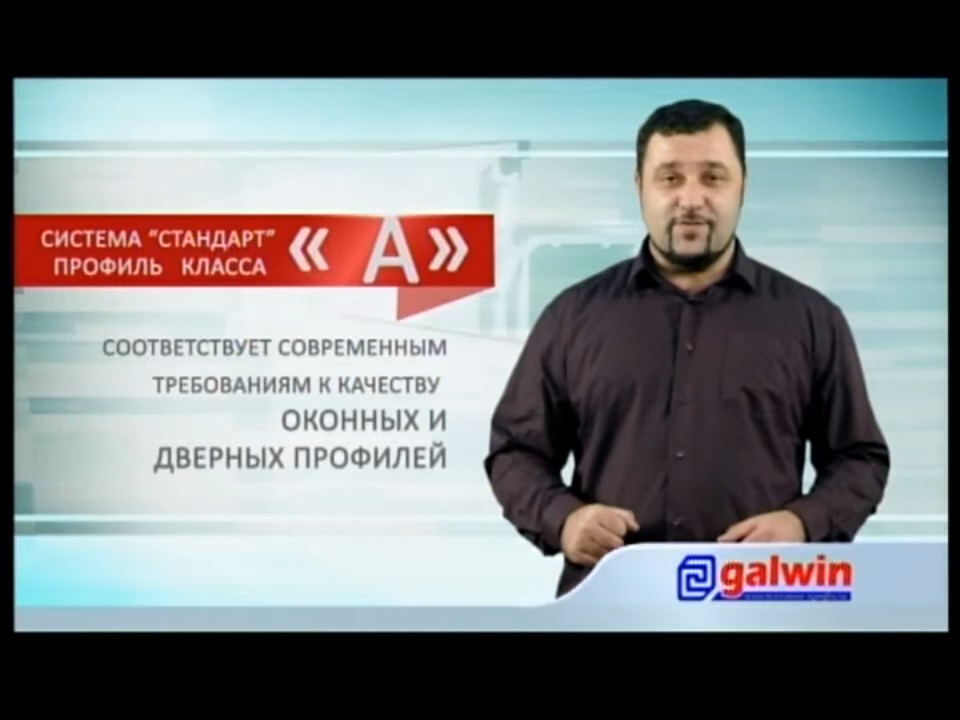 СИСТЕМА "СТАНДАРТ"
ПРОФИЛЬ КЛАССА
« А »
СООТВЕТСТВУЕТ СОВРЕМЕННЫМ
ТРЕБОВАНИЯМ К КАЧЕСТВУ
ОКОННЫХ И
ДВЕРНЫХ ПРОФИЛЕЙ
galwin